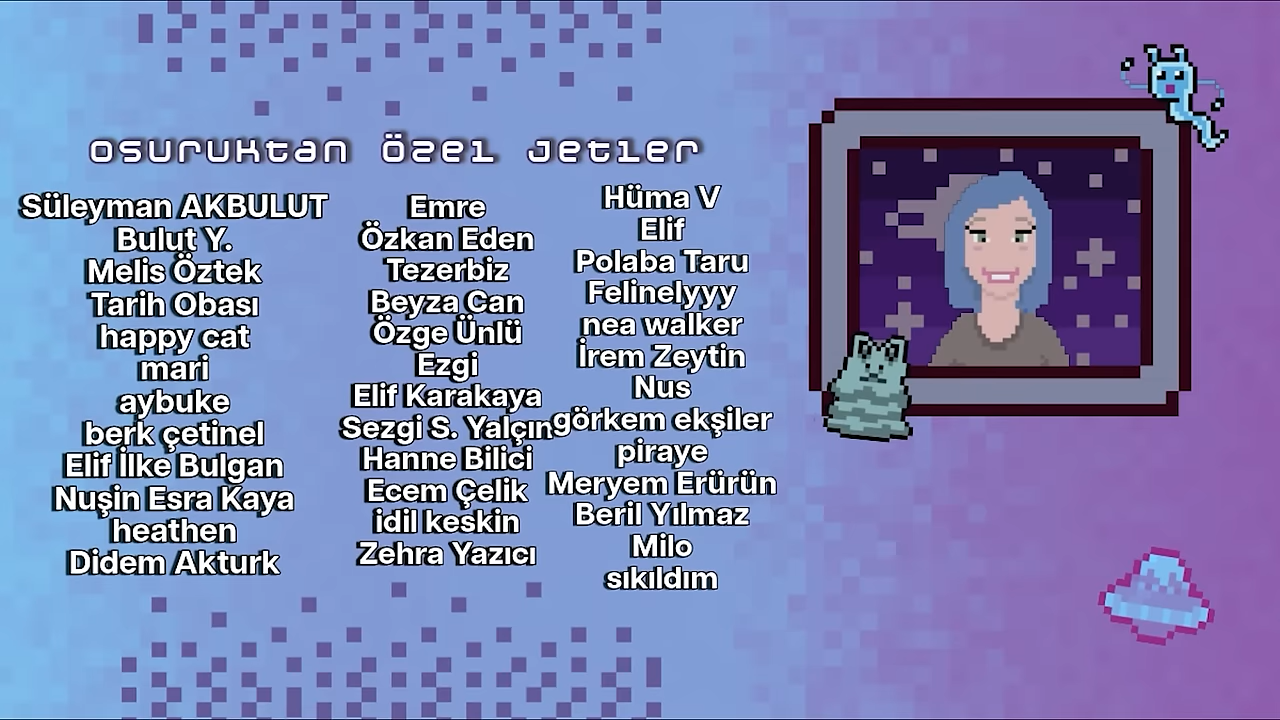 osuruktan özel jetler
Süleyman AKBULUT
Bulut Y.
Melis Öztek
Tarih Obası
happy cat
mari
aybuke
berk çetinel
Elif İlke Bulgan
Nuşin Esra Kaya
heathen
Didem Akturk
Emre
Özkan Eden
Tezerbiz
Beyza Can
Özge Ünlü
Ezgi
Elif Karakaya
Sezgi S. Yalçın
Hanne Bilici
Ecem Çelik
idil keskin
Zehra Yazıcı
Hüma V
Elif
Polaba Taru
Felinelyyy
nea walker
İrem Zeytin
Nus
görkem ekşiler
piraye
Meryem Erürün
Beril Yılmaz
Milo
sıkıldım